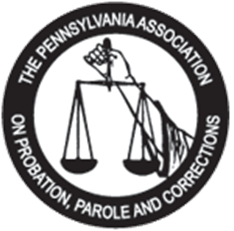 THE PENNSYLVANIA ASSOCIATION
ON PROBATION, PAROLE AND CORRECTIONS